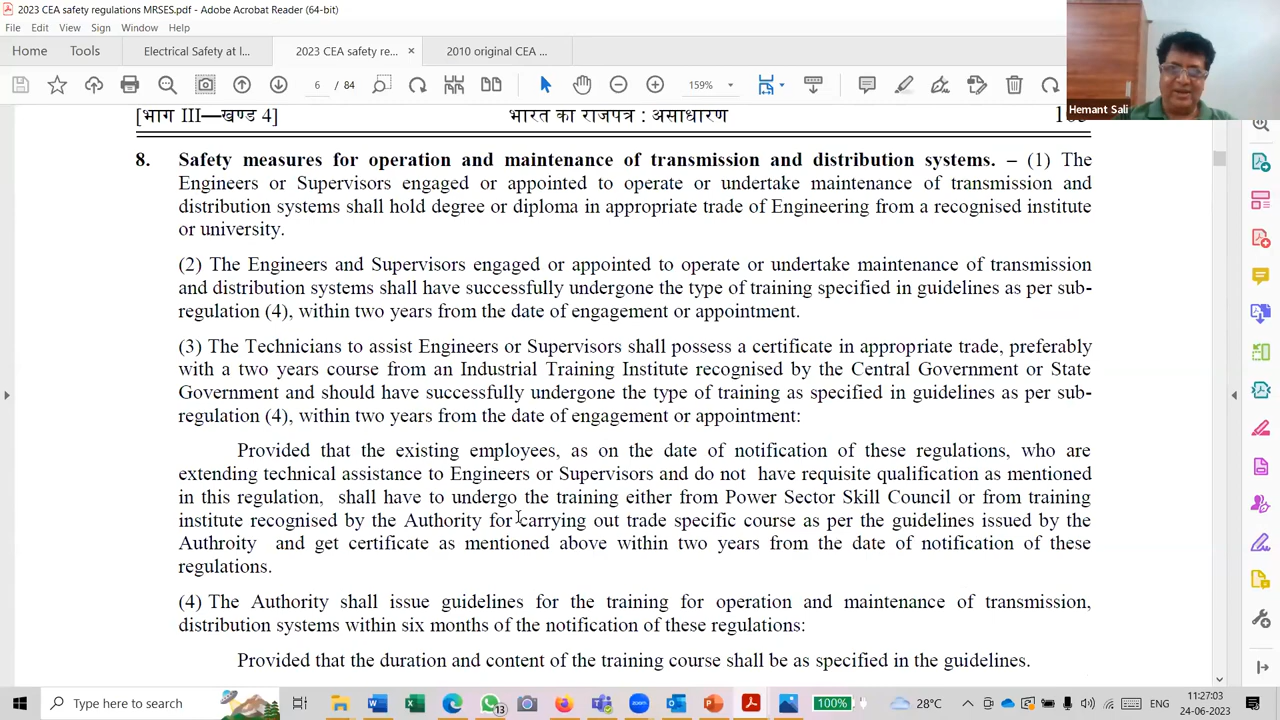 2023 CEA safety regulations MRSES.pdf - Adobe Acrobat Reader (64-bit)
File Edit View Sign Window Help
Home Tools Electrical Safety at I... 2023 CEA safety re... × 2010 original CEA ...
6 / 84 159%
Hemant Sali
[भाग III—खण्ड 4] भारत का राजपत्र : असाधारण
8. Safety measures for operation and maintenance of transmission and distribution systems. – (1) The
Engineers or Supervisors engaged or appointed to operate or undertake maintenance of transmission and
distribution systems shall hold degree or diploma in appropriate trade of Engineering from a recognised institute
or university.
(2) The Engineers and Supervisors engaged or appointed to operate or undertake maintenance of transmission
and distribution systems shall have successfully undergone the type of training specified in guidelines as per sub-
regulation (4), within two years from the date of engagement or appointment.
(3) The Technicians to assist Engineers or Supervisors shall possess a certificate in appropriate trade, preferably
with a two years course from an Industrial Training Institute recognised by the Central Government or State
Government and should have successfully undergone the type of training as specified in guidelines as per sub-
regulation (4), within two years from the date of engagement or appointment:
Provided that the existing employees, as on the date of notification of these regulations, who are
extending technical assistance to Engineers or Supervisors and do not have requisite qualification as mentioned
in this regulation, shall have to undergo the training either from Power Sector Skill Council or from training
institute recognised by the Authority for carrying out trade specific course as per the guidelines issued by the
Authroity and get certificate as mentioned above within two years from the date of notification of these
regulations.
(4) The Authority shall issue guidelines for the training for operation and maintenance of transmission,
distribution systems within six months of the notification of these regulations:
Provided that the duration and content of the training course shall be as specified in the guidelines.
Type here to search 13 100% 28°C ENG 11:27:03
24-06-2023